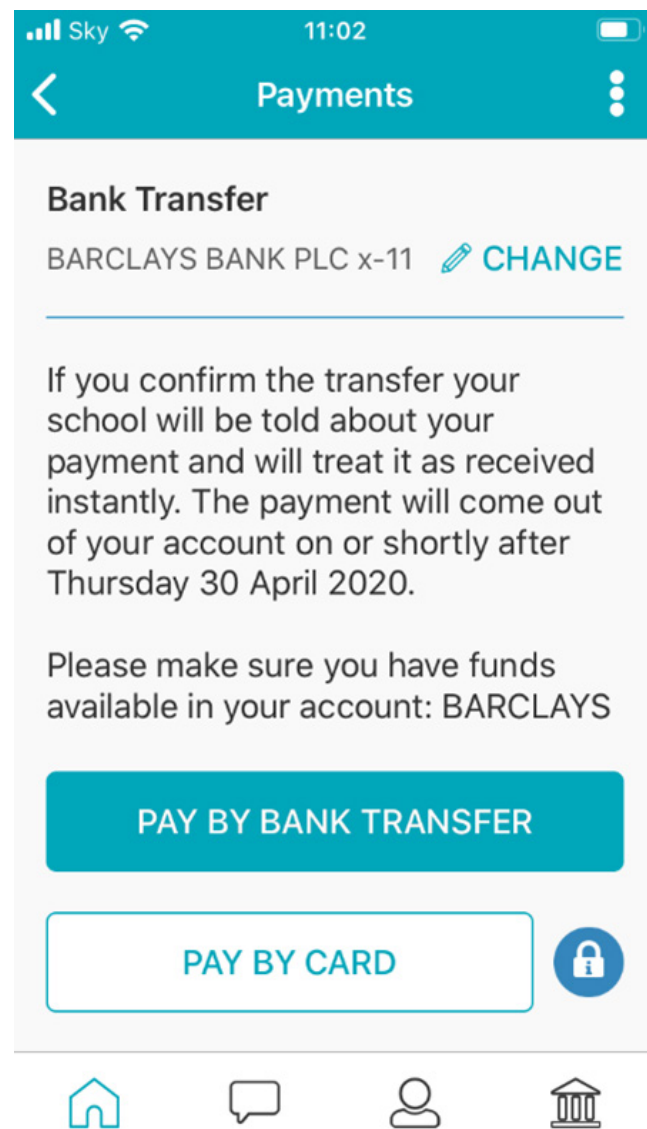 Sky 11:02
Payments
Bank Transfer
BARCLAYS BANK PLC x-11 CHANGE
If you confirm the transfer your
school will be told about your
payment and will treat it as received
instantly. The payment will come out
of your account on or shortly after
Thursday 30 April 2020.
Please make sure you have funds
available in your account: BARCLAYS
PAY BY BANK TRANSFER
PAY BY CARD